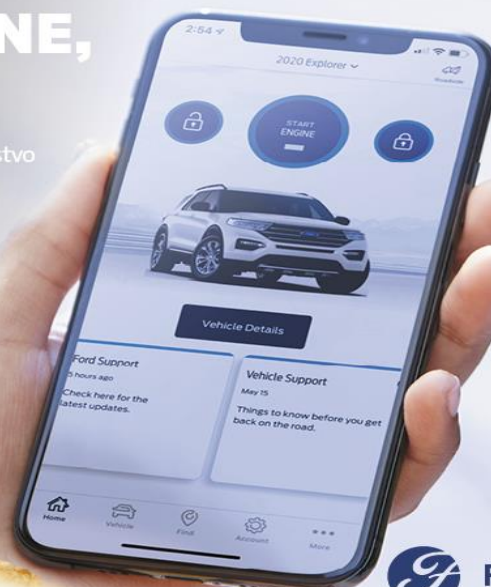 NE,
stvo
2:54
2020 Explorer
Roadside
START
ENGINE
Vehicle Details
Ford Support
5 hours ago
Check here for the
latest updates.
Vehicle Support
May 15
Things to know before you get
back on the road.
Home
Vehicle
Find
Account
More